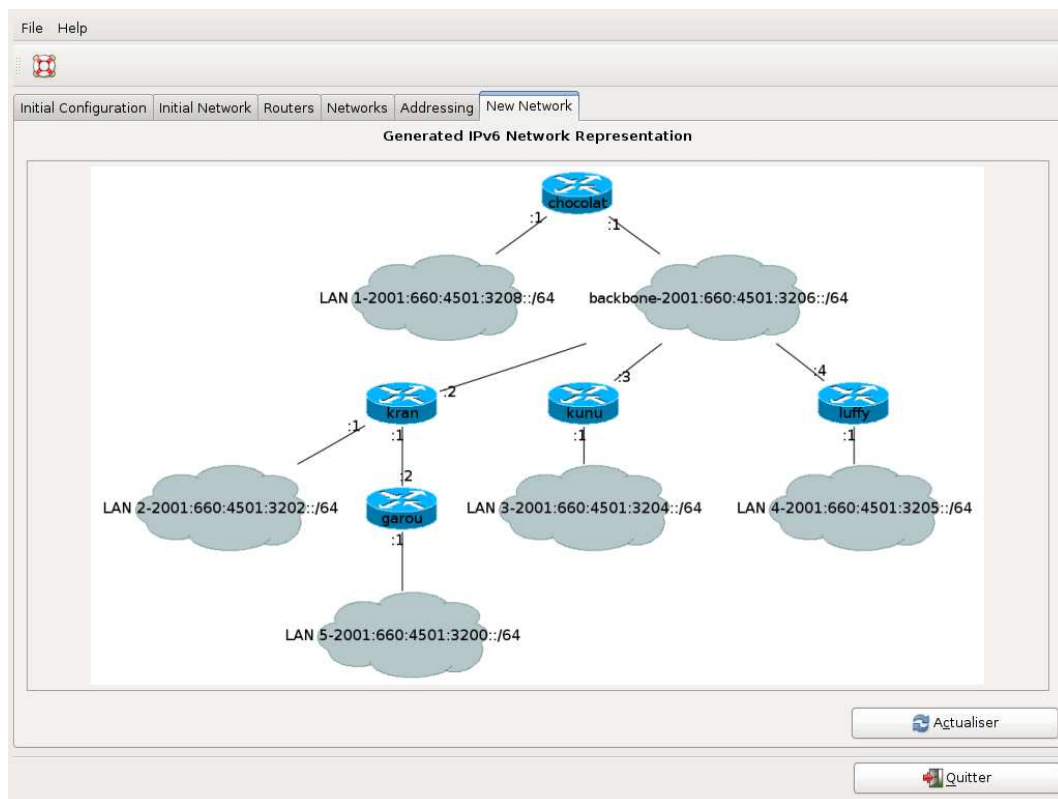 File Help
Initial Configuration Initial Network Routers Networks Addressing New Network
Generated IPv6 Network Representation
chocolat
:1 :1
LAN 1-2001:660:4501:3208::/64 backbone-2001:660:4501:3206::/64
:2 :3 :4
kran kunu luffy
:1 :1 :1 :1
:2
LAN 2-2001:660:4501:3202::/64 garou LAN 3-2001:660:4501:3204::/64 LAN 4-2001:660:4501:3205::/64
:1
LAN 5-2001:660:4501:3200::/64
Actualiser
Quitter